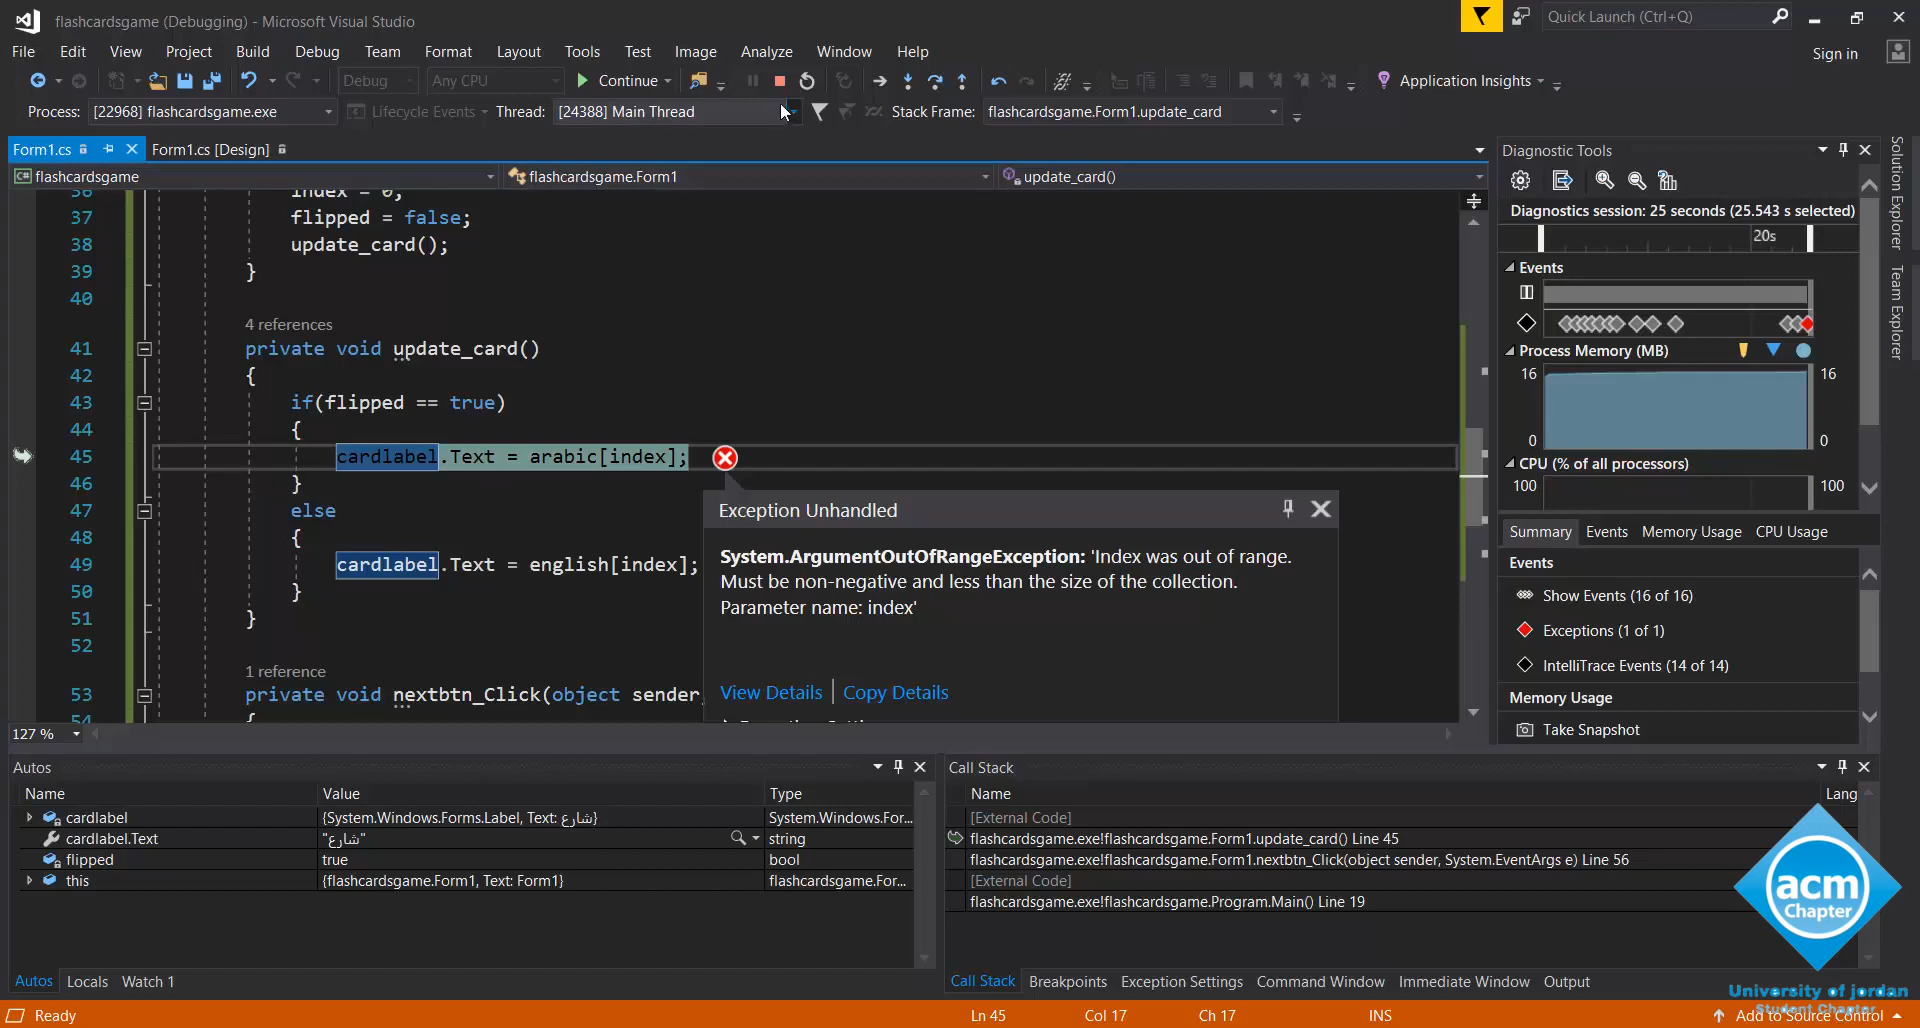 flashcardsgame (Debugging) - Microsoft Visual Studio
Quick Launch (Ctrl+Q)
File Edit View Project Build Debug Team Format Layout Tools Test Image Analyze Window Help
Sign in
Debug Any CPU Continue Application Insights
Process: [22968] flashcardsgame.exe Lifecycle Events Thread: [24388] Main Thread Stack Frame: flashcardsgame.Form1.update_card
Form1.cs Form1.cs [Design]
flashcardsgame flashcardsgame.Form1 update_card()
36 index = 0;
37 flipped = false;
38 update_card();
39 }
40
4 references
41 private void update_card()
42 {
43 if(flipped == true)
44 {
45 cardlabel.Text = arabic[index];
46 }
47 else
48 {
49 cardlabel.Text = english[index];
50 }
51 }
52
1 reference
53 private void nextbtn_Click(object sender,
54 {
127 %
Exception Unhandled
System.ArgumentOutOfRangeException: 'Index was out of range.
Must be non-negative and less than the size of the collection.
Parameter name: index'
View Details Copy Details
Diagnostic Tools
Diagnostics session: 25 seconds (25.543 s selected)
20s
Events
Process Memory (MB)
16 16
0 0
CPU (% of all processors)
100 100
Summary Events Memory Usage CPU Usage
Events
Show Events (16 of 16)
Exceptions (1 of 1)
IntelliTrace Events (14 of 14)
Memory Usage
Take Snapshot
Solution Explorer
Team Explorer
Autos
Name Value Type
cardlabel {System.Windows.Forms.Label, Text: شارع} System.Windows.For...
cardlabel.Text "شارع" string
flipped true bool
this {flashcardsgame.Form1, Text: Form1} flashcardsgame.For...
Autos Locals Watch 1
Call Stack
Name Lang
[External Code]
flashcardsgame.exe!flashcardsgame.Form1.update_card() Line 45
flashcardsgame.exe!flashcardsgame.Form1.nextbtn_Click(object sender, System.EventArgs e) Line 56
[External Code]
flashcardsgame.exe!flashcardsgame.Program.Main() Line 19
Call Stack Breakpoints Exception Settings Command Window Immediate Window Output
acm
Chapter
University of jordan
Student Chapter
Ready Ln 45 Col 17 Ch 17 INS Add to Source Control